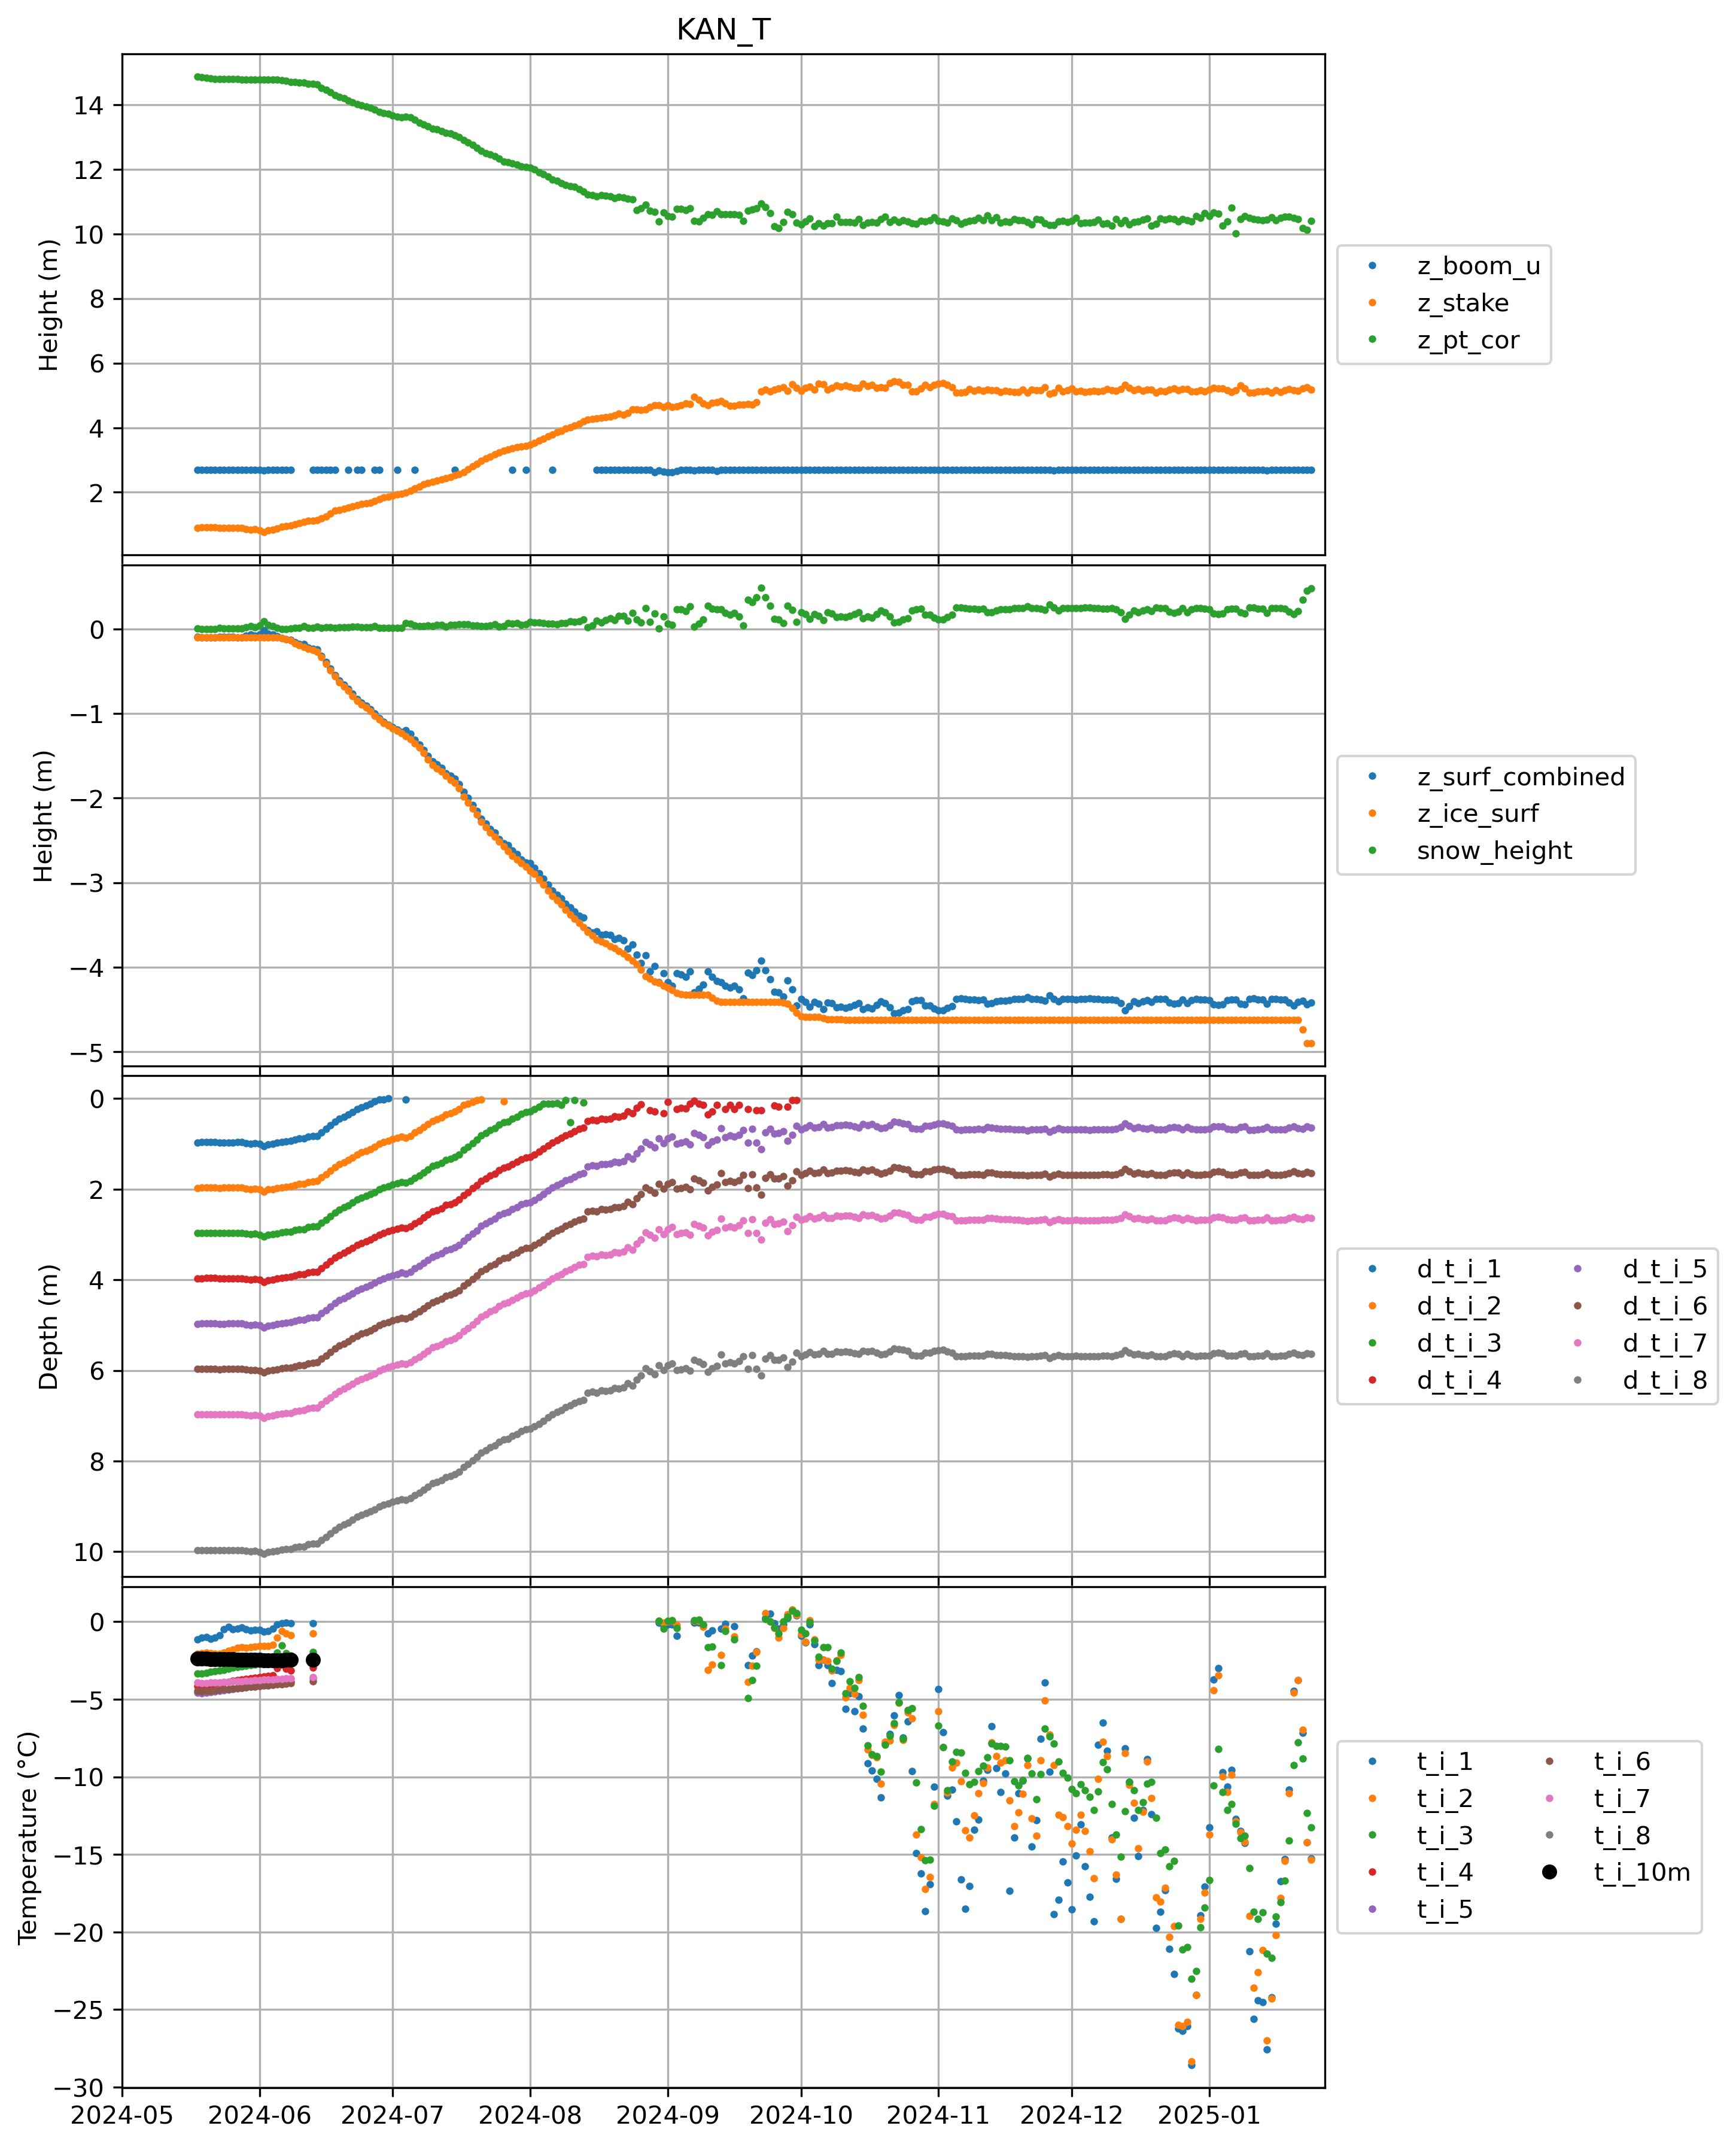 KAN_T
14
12
10
8
6
4
2
Height (m)
z_boom_u
z_stake
z_pt_cor
0
−1
−2
−3
−4
−5
Height (m)
z_surf_combined
z_ice_surf
snow_height
0
2
4
6
8
10
Depth (m)
d_t_i_1
d_t_i_2
d_t_i_3
d_t_i_4
d_t_i_5
d_t_i_6
d_t_i_7
d_t_i_8
0
−5
−10
−15
−20
−25
−30
Temperature (°C)
t_i_1
t_i_2
t_i_3
t_i_4
t_i_5
t_i_6
t_i_7
t_i_8
t_i_10m
2024-05 2024-06 2024-07 2024-08 2024-09 2024-10 2024-11 2024-12 2025-01